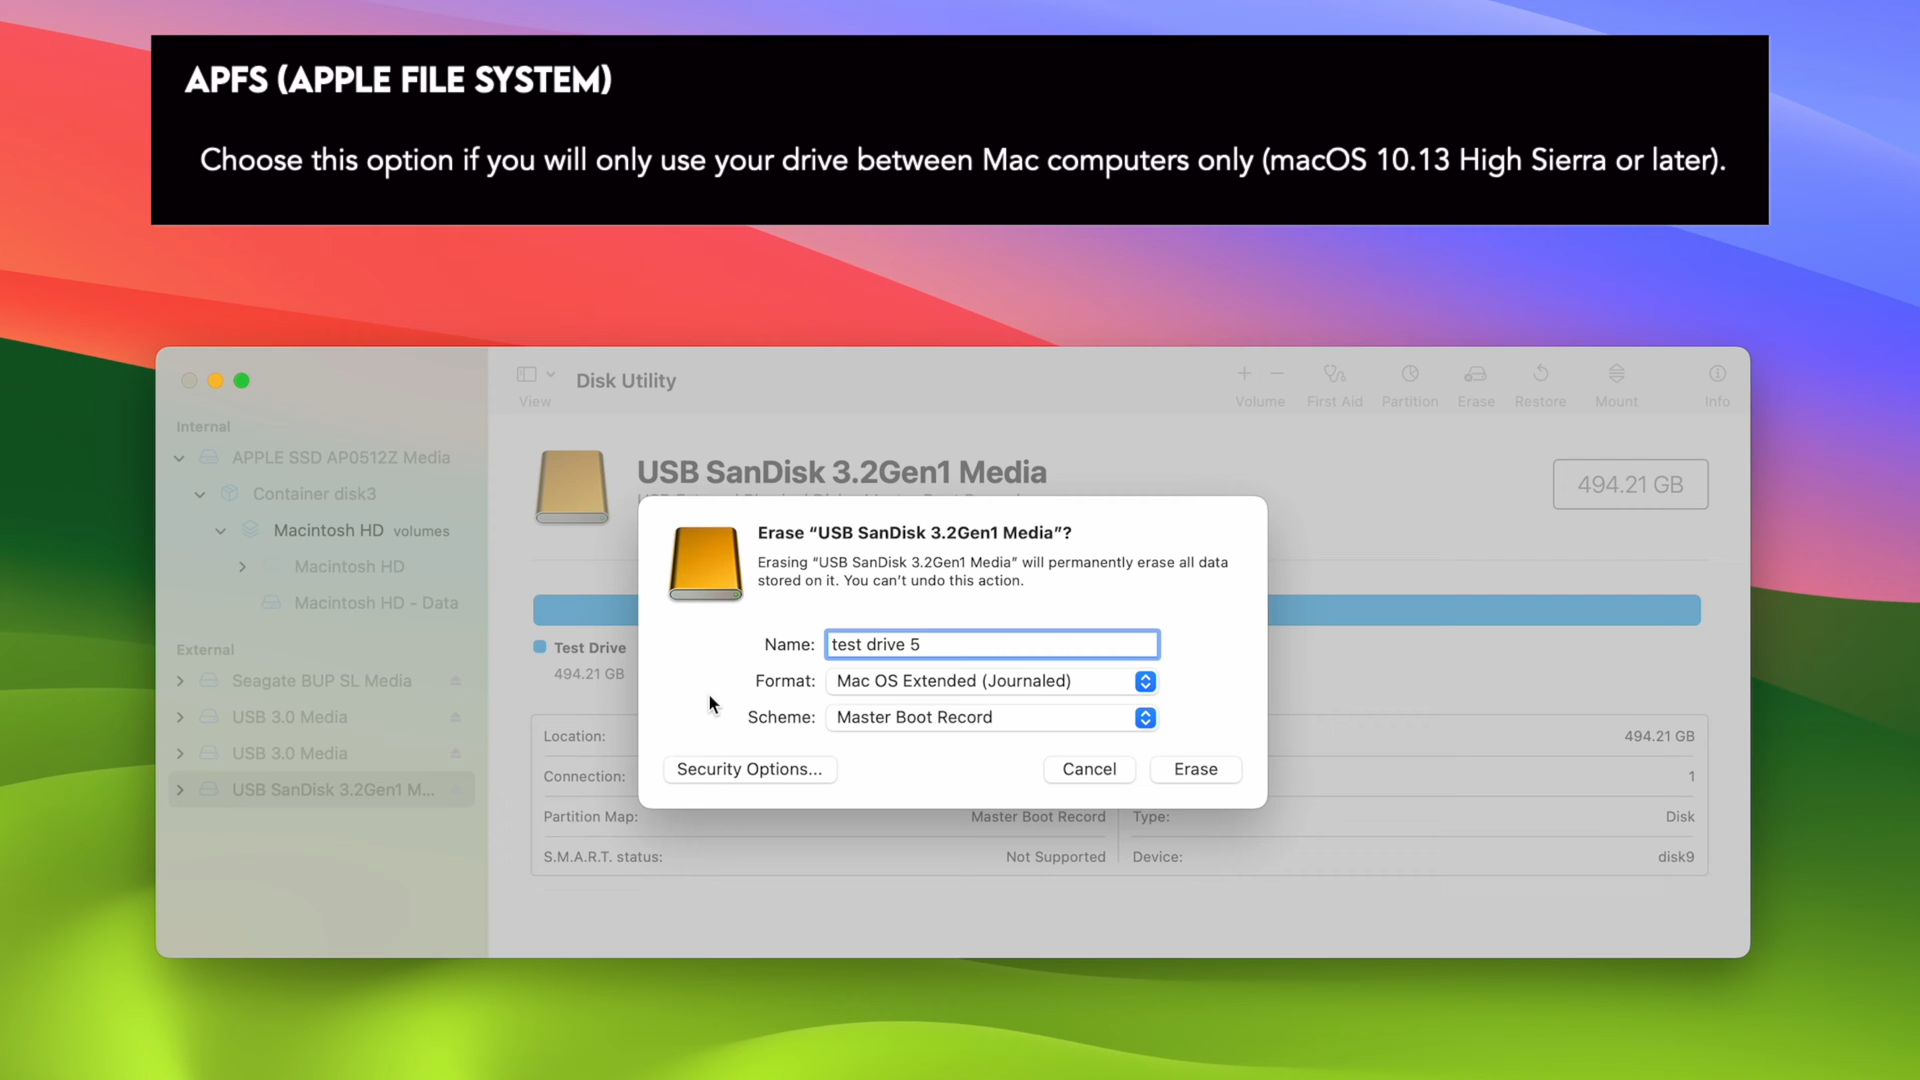 APFS (APPLE FILE SYSTEM)
Choose this option if you will only use your drive between Mac computers only (macOS 10.13 High Sierra or later).
View
Disk Utility
Volume
First Aid
Partition
Erase
Restore
Mount
Info
Internal
APPLE SSD AP0512Z Media
Container disk3
Macintosh HD volumes
Macintosh HD
Macintosh HD - Data
External
Seagate BUP SL Media
USB 3.0 Media
USB 3.0 Media
USB SanDisk 3.2Gen1 M...
USB SanDisk 3.2Gen1 Media
494.21 GB
Erase “USB SanDisk 3.2Gen1 Media”?
Erasing “USB SanDisk 3.2Gen1 Media” will permanently erase all data
stored on it. You can’t undo this action.
Name: test drive 5
Format: Mac OS Extended (Journaled)
Scheme: Master Boot Record
Security Options...
Cancel
Erase
Test Drive
494.21 GB
Location:
494.21 GB
Connection:
1
Partition Map: Master Boot Record
Type: Disk
S.M.A.R.T. status: Not Supported
Device: disk9